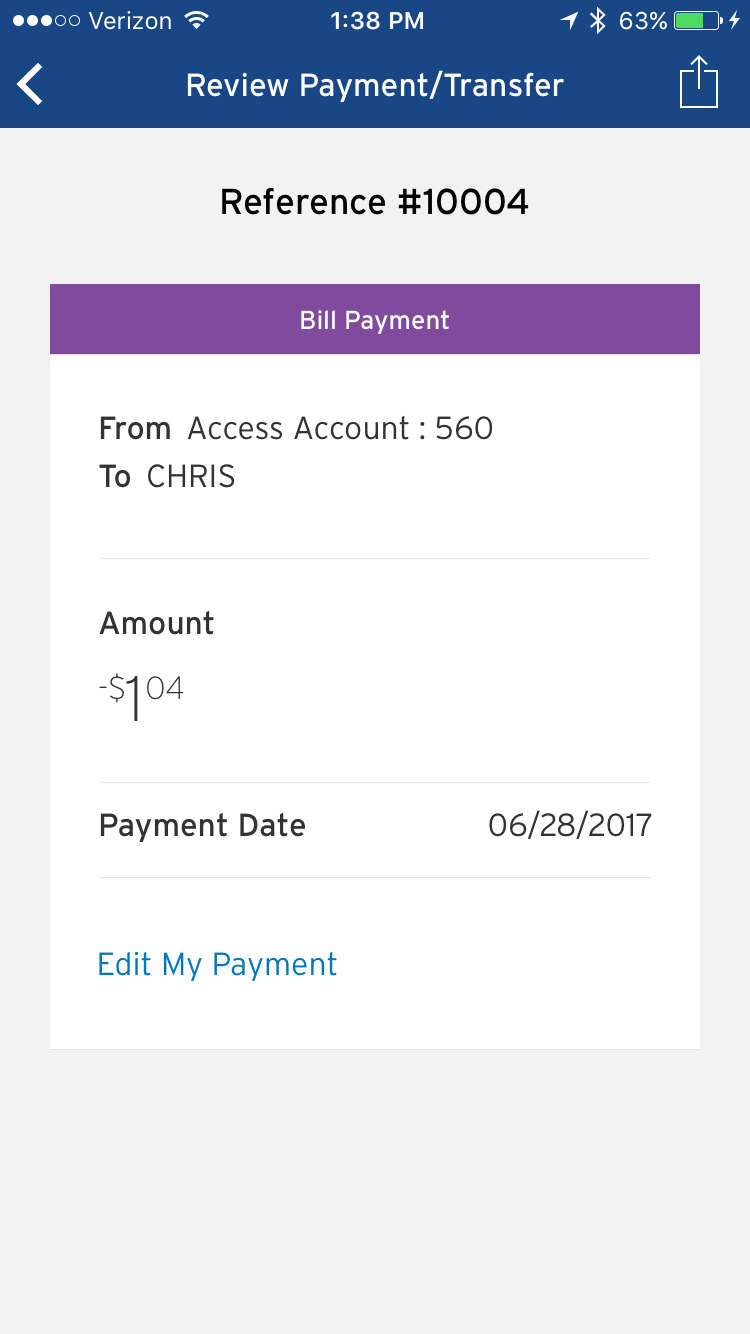 Verizon 1:38 PM 63%
Review Payment/Transfer
Reference #10004
Bill Payment
From Access Account : 560
To CHRIS
Amount
-$1 04
Payment Date 06/28/2017
Edit My Payment